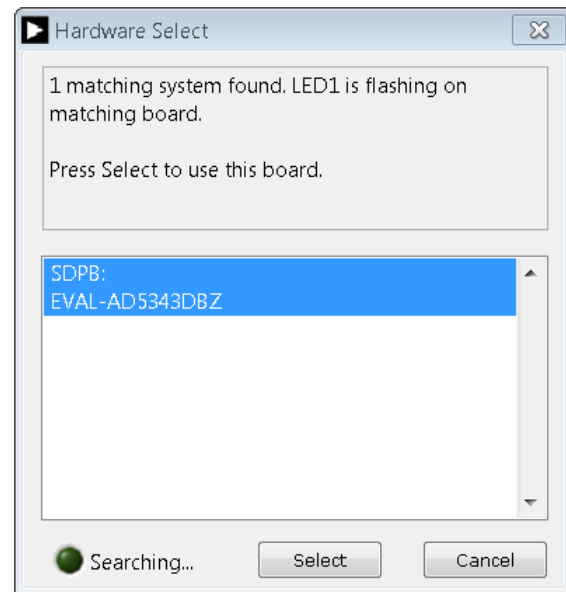 Hardware Select
1 matching system found. LED1 is flashing on
matching board.
Press Select to use this board.
SDPB:
EVAL-AD5343DBZ
Searching...
Select
Cancel